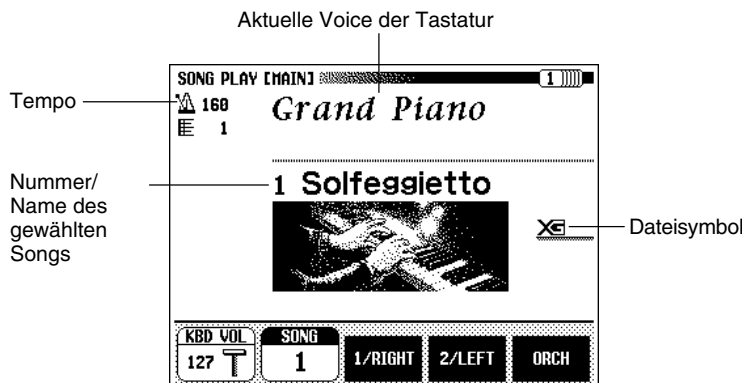 Aktuelle Voice der Tastatur
SONG PLAY [MAIN]
1
Tempo
160
Grand Piano
1
Nummer/
Name des
gewählten
Songs
1 Solfeggietto
XG
Dateisymbol
KBD VOL
127
SONG
1
1/RIGHT
2/LEFT
ORCH